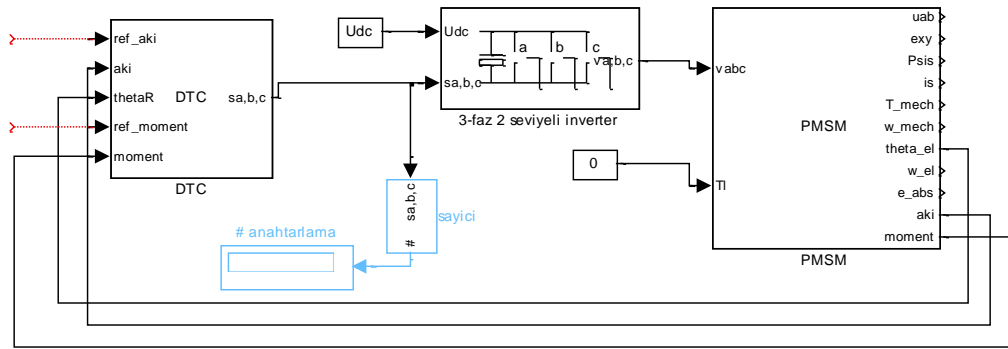 ref_aki
aki
thetaR
ref_moment
moment
DTC
sa,b,c
DTC
Udc
Udc
sa,b,c
a
b
c
va,b,c
3-faz 2 seviyeli inverter
sa,b,c
#
sayici
# anahtarlama
0
vabc
Tl
PMSM
uab
exy
Psis
is
T_mech
w_mech
theta_el
w_el
e_abs
aki
moment
PMSM